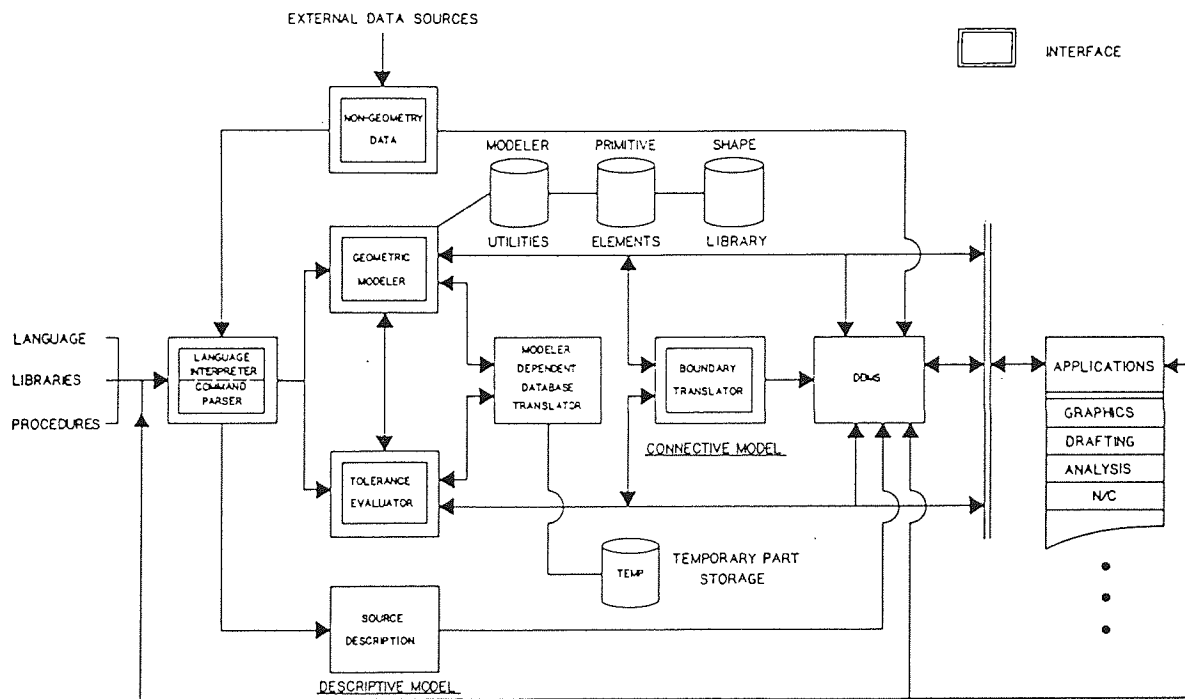 EXTERNAL DATA SOURCES
INTERFACE
NON-GEOMETRY
DATA
MODELER
PRIMITIVE
SHAPE
UTILITIES
ELEMENTS
LIBRARY
GEOMETRIC
MODELER
LANGUAGE
LIBRARIES
PROCEDURES
LANGUAGE
INTERPRETER
COMMAND
PARSER
MODELER
DEPENDENT
DATABASE
TRANSLATOR
BOUNDARY
TRANSLATOR
CONNECTIVE MODEL
DDMS
APPLICATIONS
GRAPHICS
DRAFTING
ANALYSIS
N/C
TOLERANCE
EVALUATOR
TEMP
TEMPORARY PART
STORAGE
SOURCE
DESCRIPTION
DESCRIPTIVE MODEL